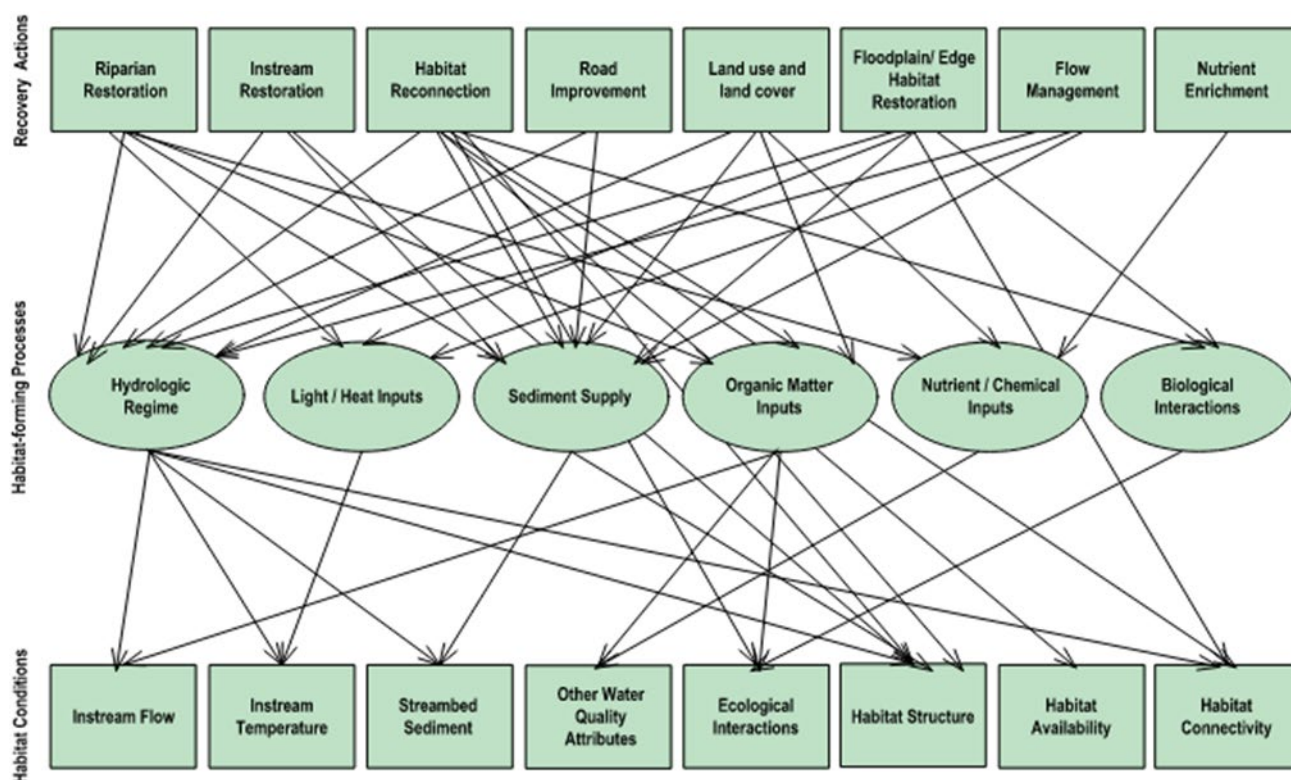 Recovery Actions
Riparian
Restoration
Instream
Restoration
Habitat
Reconnection
Road
Improvement
Land use and
land cover
Floodplain/ Edge
Habitat
Restoration
Flow
Management
Nutrient
Enrichment
Habitat-forming Processes
Hydrologic
Regime
Light / Heat Inputs
Sediment Supply
Organic Matter
Inputs
Nutrient / Chemical
Inputs
Biological
Interactions
Habitat Conditions
Instream Flow
Instream
Temperature
Streambed
Sediment
Other Water
Quality
Attributes
Ecological
Interactions
Habitat Structure
Habitat
Availability
Habitat
Connectivity